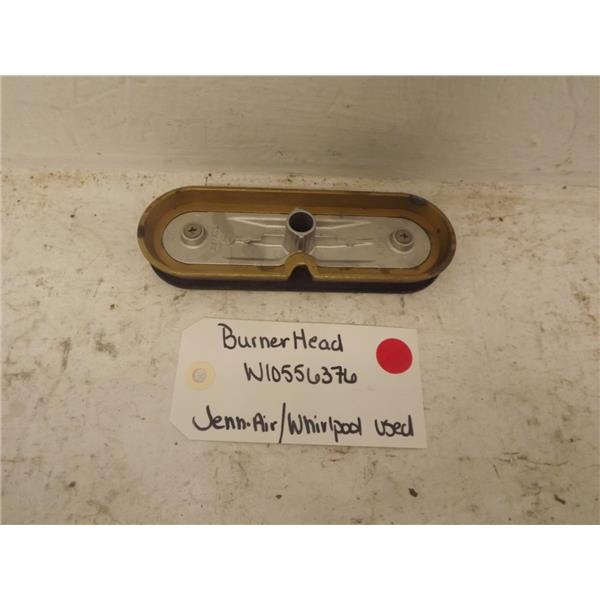 Burner Head
W10556376
Jenn-Air/Whirlpool used